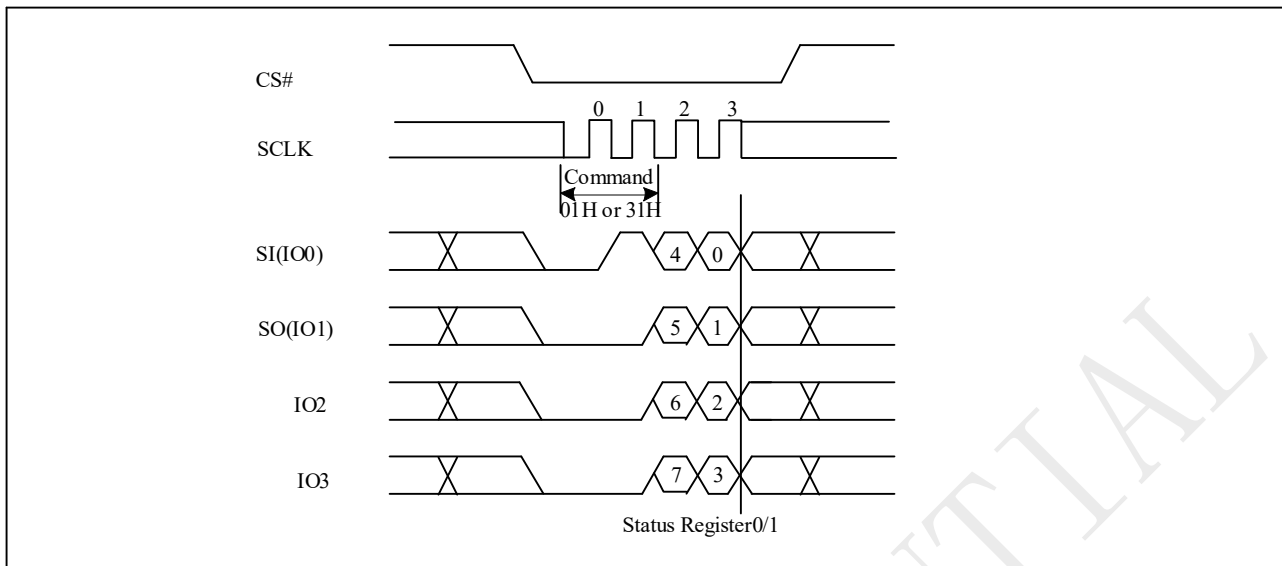 CS#
0 1 2 3
SCLK
Command
01H or 31H
SI(IO0) 4 0
SO(IO1) 5 1
IO2 6 2
IO3 7 3
Status Register0/1
NTIAL